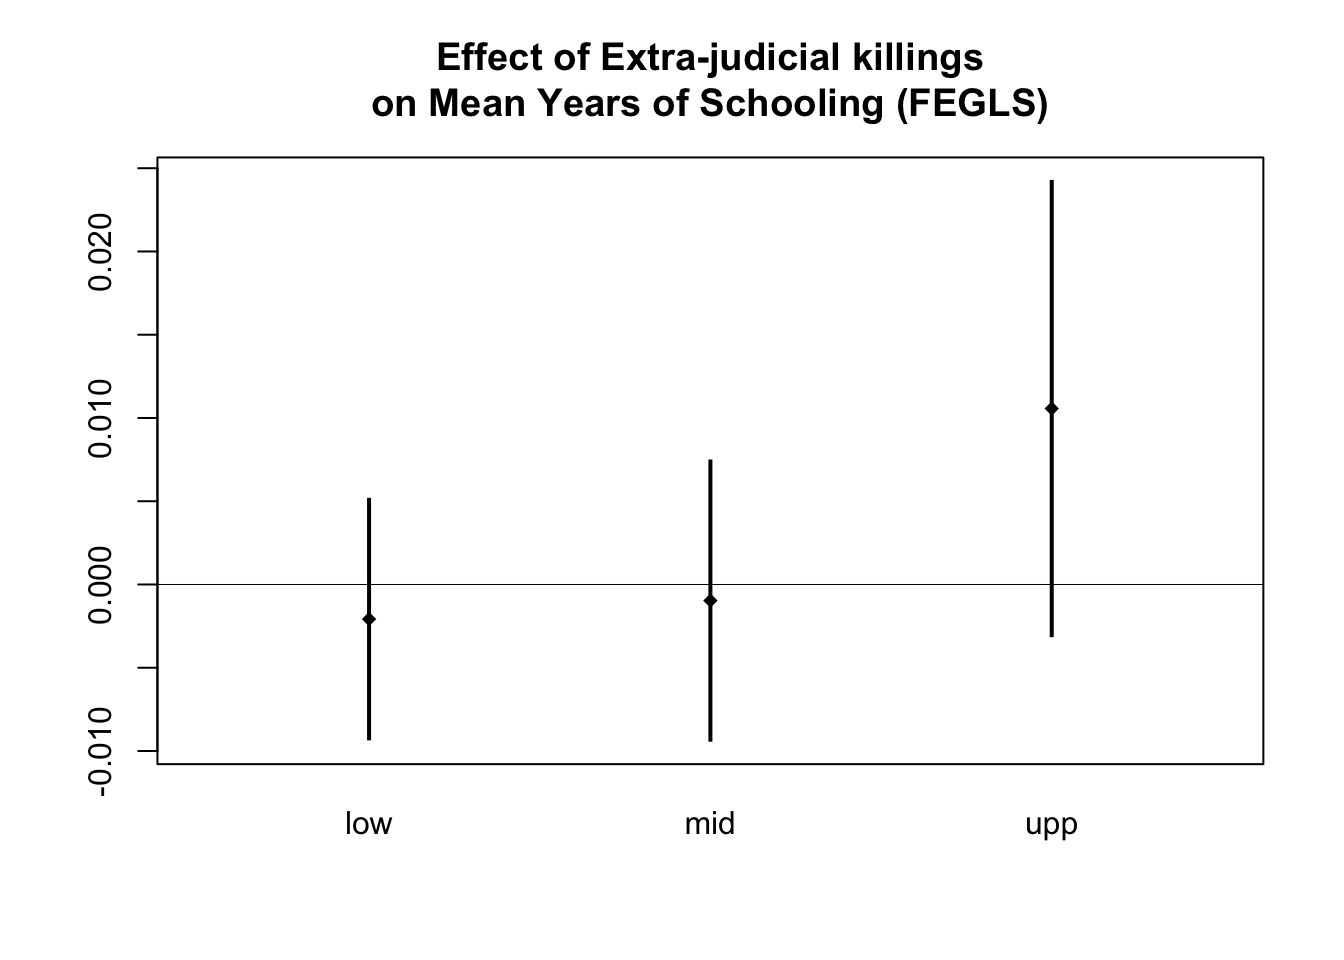 Effect of Extra-judicial killings
on Mean Years of Schooling (FEGLS)
0.020
0.010
0.000
-0.010
low mid upp